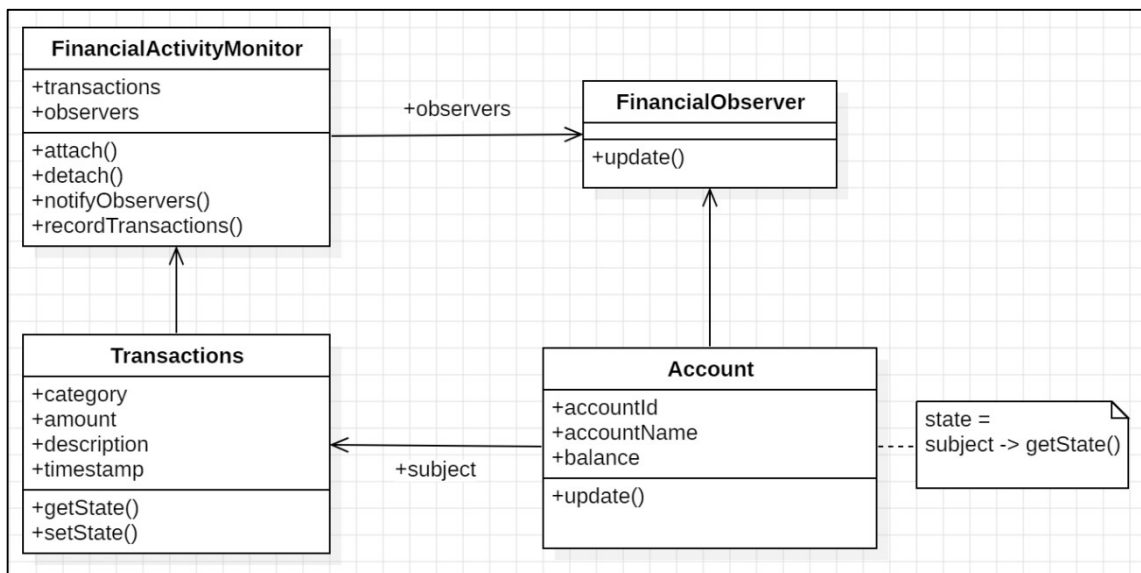 FinancialActivityMonitor
+transactions
+observers
+attach()
+detach()
+notifyObservers()
+recordTransactions()
+observers
FinancialObserver
+update()
Transactions
+category
+amount
+description
+timestamp
+getState()
+setState()
+subject
Account
+accountId
+accountName
+balance
+update()
state =
subject -> getState()